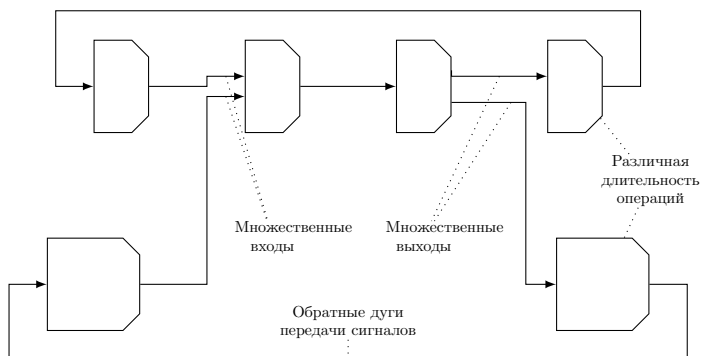 Различная
длительность
операций
Множественные
входы
Множественные
выходы
Обратные дуги
передачи сигналов